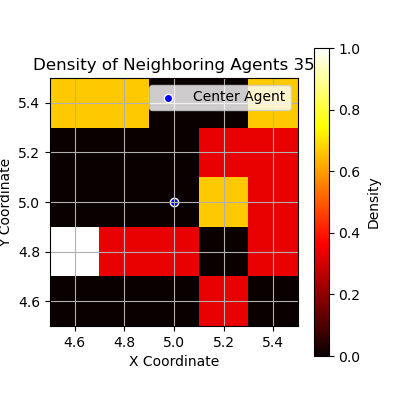 Density of Neighboring Agents 35
Center Agent
Y Coordinate
5.4
5.2
5.0
4.8
4.6
4.6 4.8 5.0 5.2 5.4
X Coordinate
1.0
0.8
0.6
0.4
0.2
0.0
Density